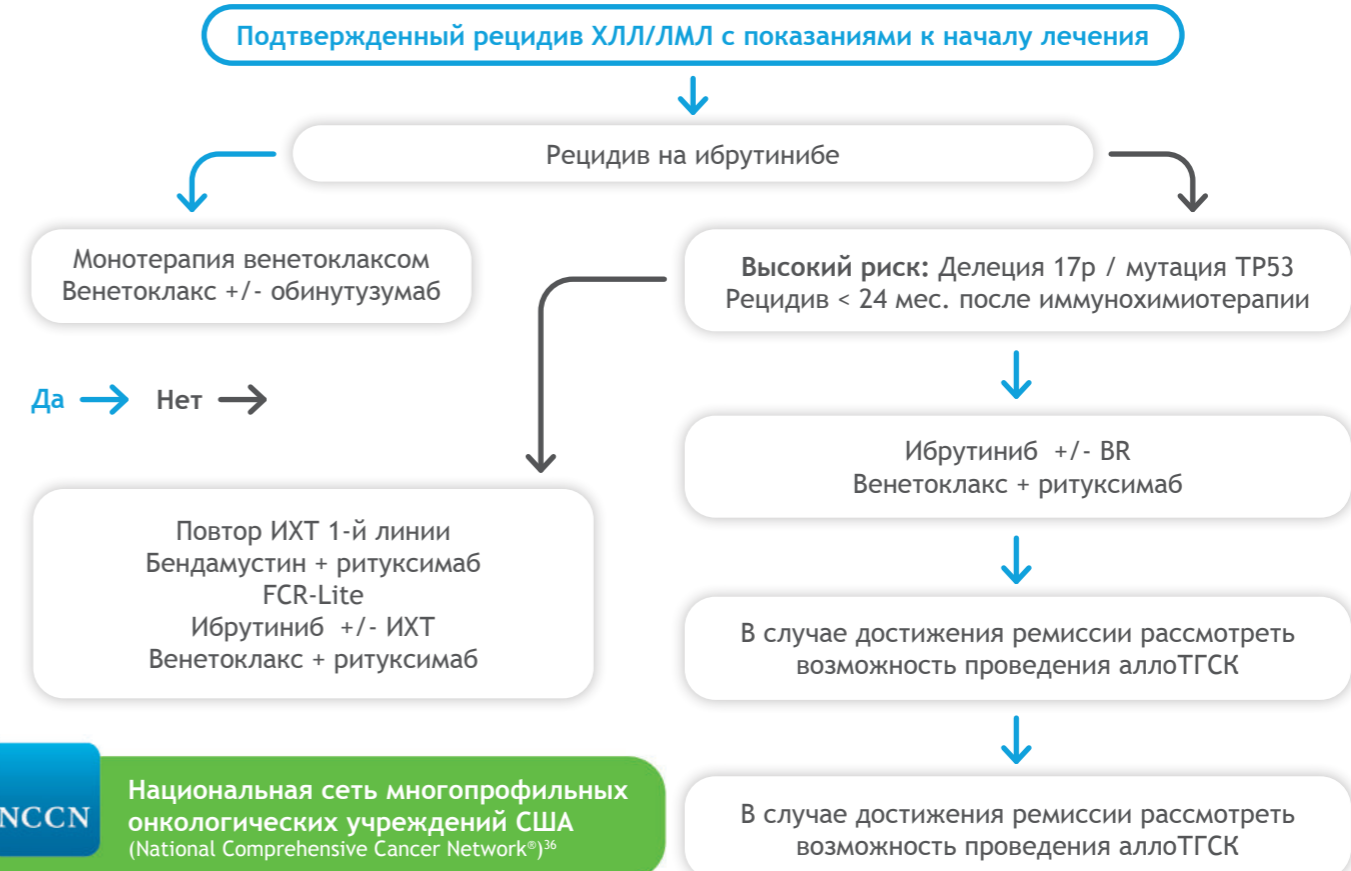 Подтвержденный рецидив ХЛЛ/ЛМЛ с показаниями к началу лечения
Рецидив на ибрутинибе
Монотерапия венетоклаксом
Венетоклакс +/- обинутузумаб
Высокий риск: Делеция 17p / мутация TP53
Рецидив < 24 мес. после иммунохимиотерапии
Да Нет
Ибрутиниб +/- BR
Венетоклакс + ритуксимаб
Повтор ИХТ 1-й линии
Бендамустин + ритуксимаб
FCR-Lite
Ибрутиниб +/- ИХТ
Венетоклакс + ритуксимаб
В случае достижения ремиссии рассмотреть
возможность проведения аллоТГСК
NCCN
Национальная сеть многопрофильных
онкологических учреждений США
(National Comprehensive Cancer Network®)³⁶
В случае достижения ремиссии рассмотреть
возможность проведения аллоТГСК